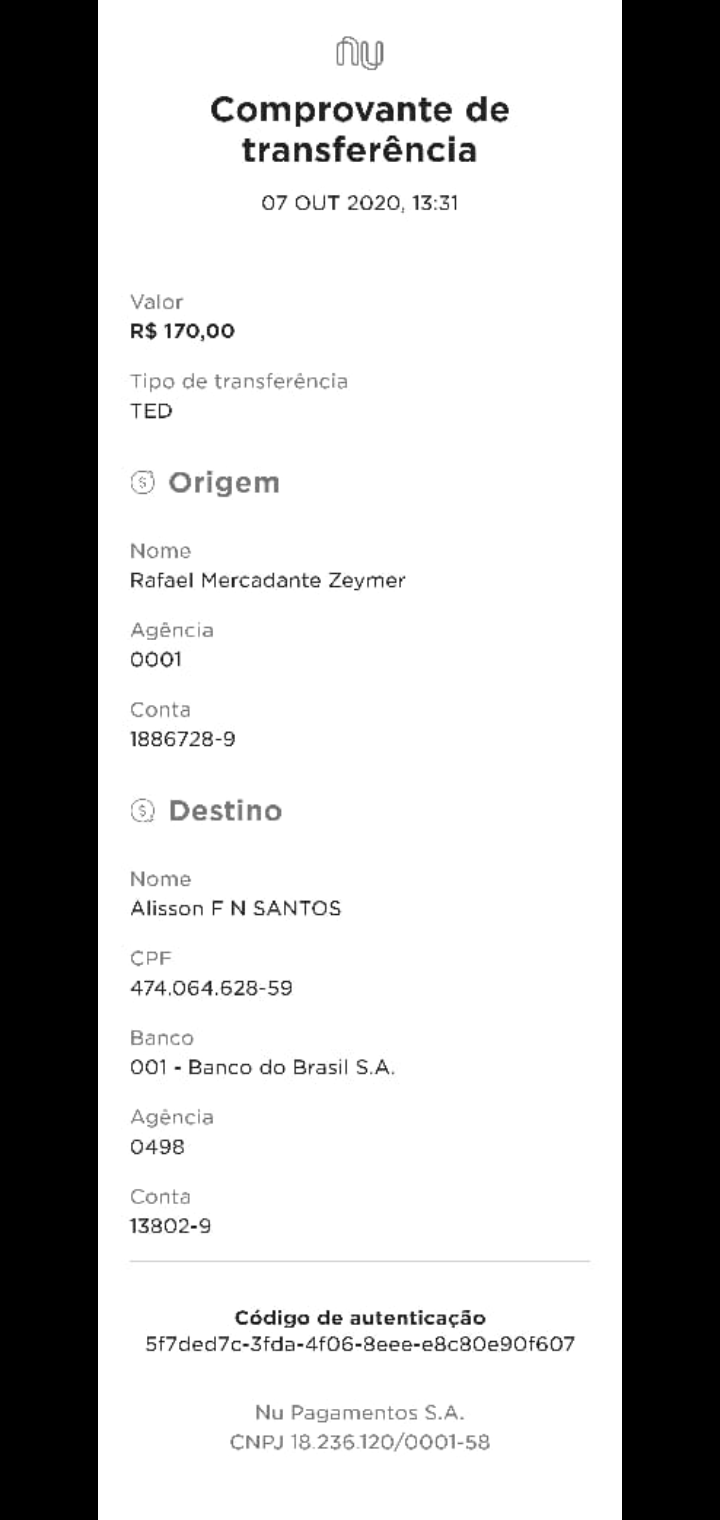 nu
Comprovante de
transferência
07 OUT 2020, 13:31
Valor
R$ 170,00
Tipo de transferência
TED
Origem
Nome
Rafael Mercadante Zeymer
Agência
0001
Conta
1886728-9
Destino
Nome
Alisson F N SANTOS
CPF
474.064.628-59
Banco
001 - Banco do Brasil S.A.
Agência
0498
Conta
13802-9
Código de autenticação
5f7ded7c-3fda-4f06-8eee-e8c80e90f607
Nu Pagamentos S.A.
CNPJ 18.236.120/0001-58